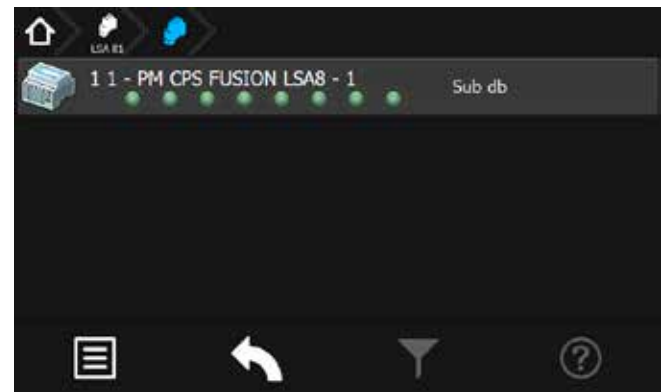 LSA 81
1 1 - PM CPS FUSION LSA8 - 1
Sub db
?